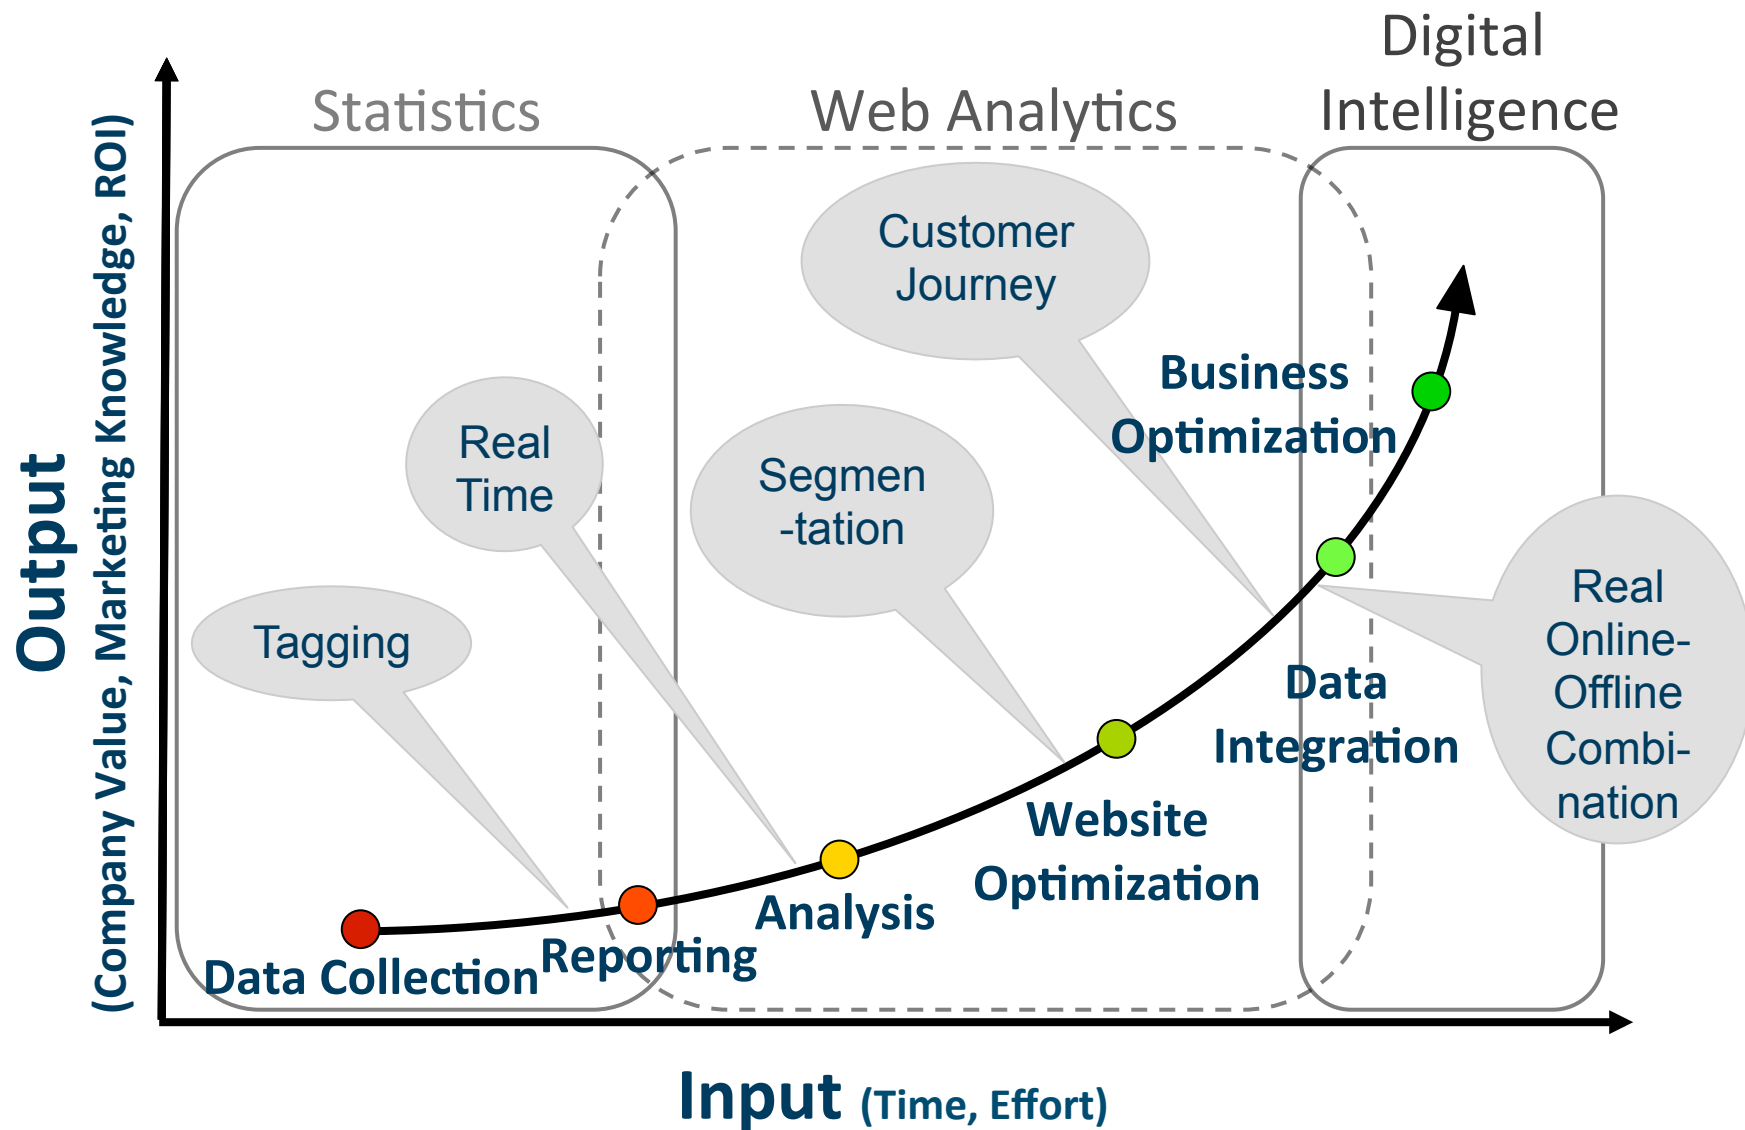 Digital
Intelligence
Statistics
Web Analytics
Output
(Company Value, Marketing Knowledge, ROI)
Customer
Journey
Business
Optimization
Real
Time
Segmen
-tation
Tagging
Real
Online-
Offline
Combi-
nation
Data
Integration
Website
Optimization
Analysis
Reporting
Data Collection
Input (Time, Effort)